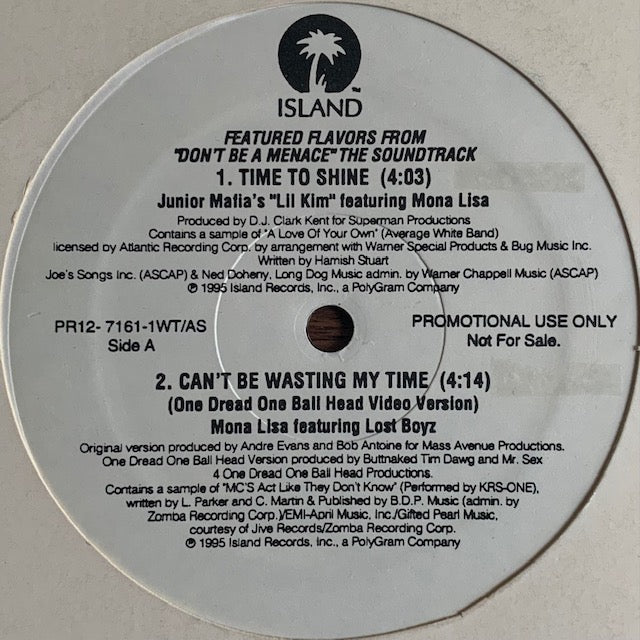 ISLAND
™
FEATURED FLAVORS FROM
"DON'T BE A MENACE" THE SOUNDTRACK
1. TIME TO SHINE (4:03)
Junior Mafia's "Lil Kim" featuring Mona Lisa
Produced by D.J. Clark Kent for Superman Productions
Contains a sample of "A Love Of Your Own" (Average White Band)
licensed by Atlantic Recording Corp. by arrangement with Warner Special Products & Bug Music Inc.
Written by Hamish Stuart
Joe's Songs Inc. (ASCAP) & Ned Doheny, Long Dog Music admin. by Warner Chappell Music (ASCAP)
℗ 1995 Island Records, Inc., a PolyGram Company
PR12- 7161-1WT/AS
Side A
PROMOTIONAL USE ONLY
Not For Sale.
2. CAN'T BE WASTING MY TIME (4:14)
(One Dread One Ball Head Video Version)
Mona Lisa featuring Lost Boyz
Original version produced by Andre Evans and Bob Antoine for Mass Avenue Productions.
One Dread One Ball Head Version produced by Buttnaked Tim Dawg and Mr. Sex
4 One Dread One Ball Head Productions.
Contains a sample of "MC'S Act Like They Don't Know" (Performed by KRS-ONE),
written by L. Parker and C. Martin & Published by B.D.P. Music (admin. by
Zomba Recording Corp.)/EMI-April Music, Inc./Gifted Pearl Music,
courtesy of Jive Records/Zomba Recording Corp.
℗ 1995 Island Records, Inc., a PolyGram Company